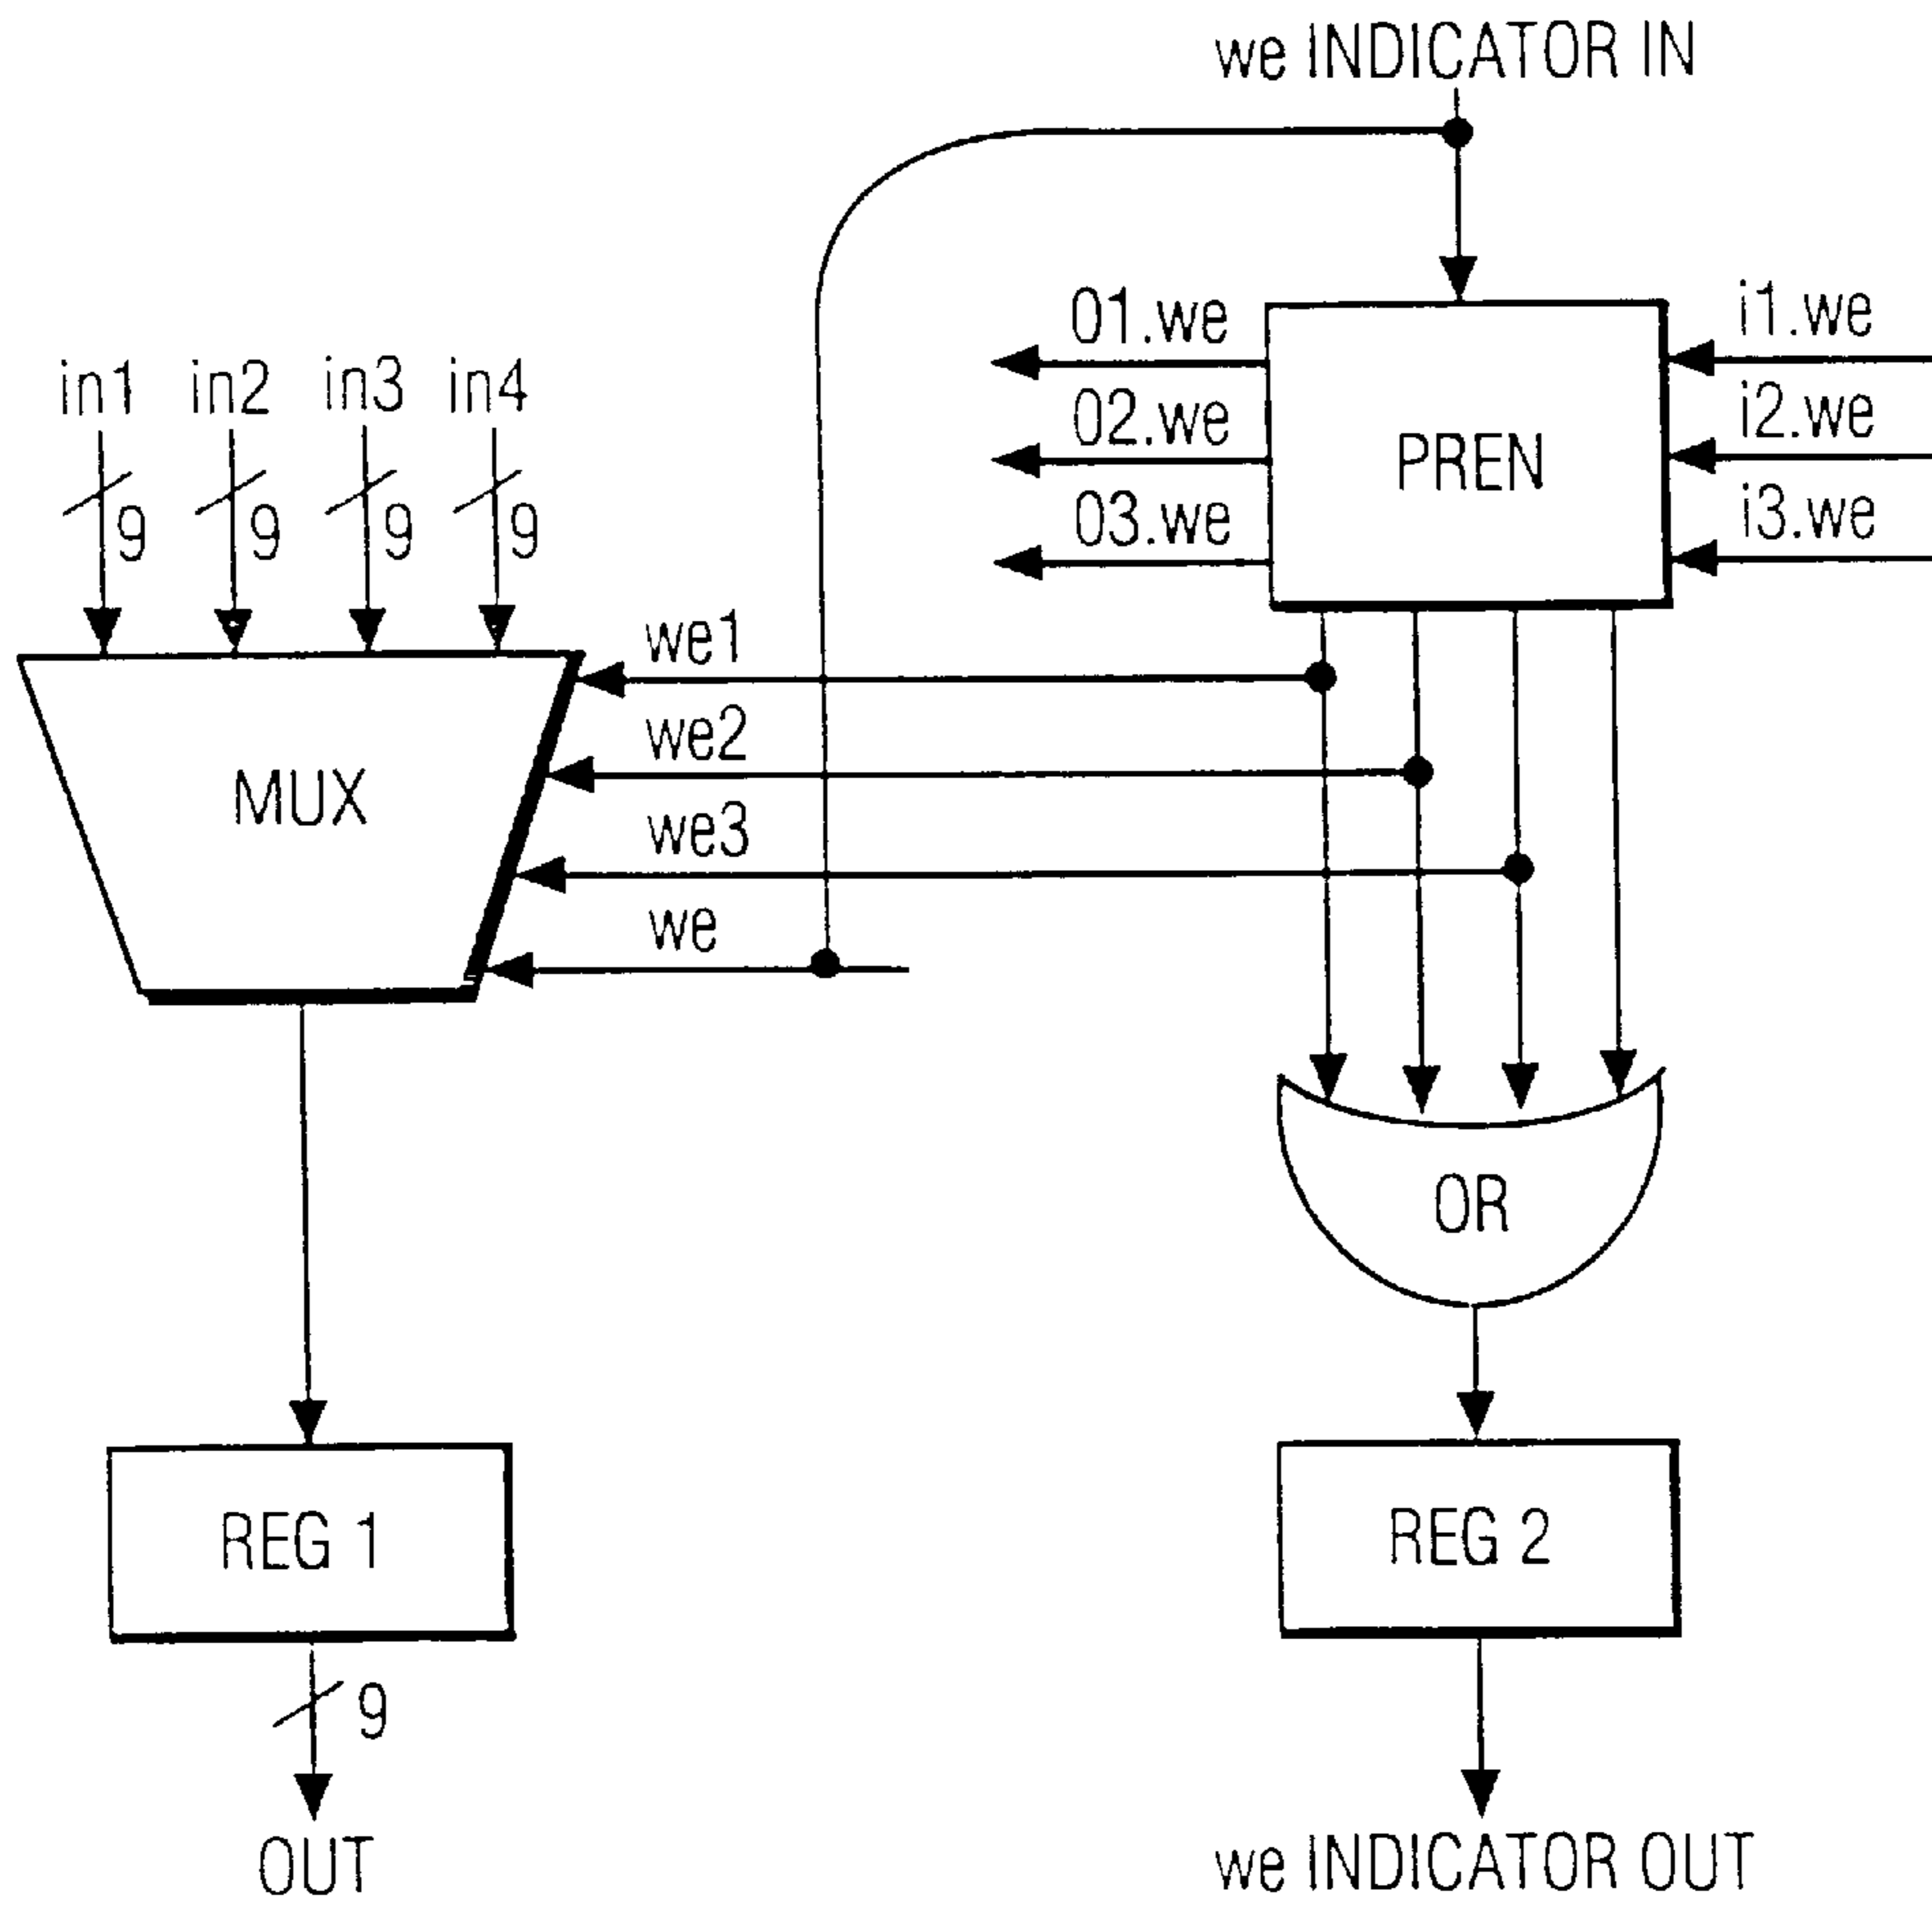 we INDICATOR IN
01.we
i1.we
02.we
i2.we
03.we
i3.we
PREN
in1 in2 in3 in4
9 9 9 9
we1
we2
we3
we
MUX
OR
REG 1
REG 2
9
OUT
we INDICATOR OUT